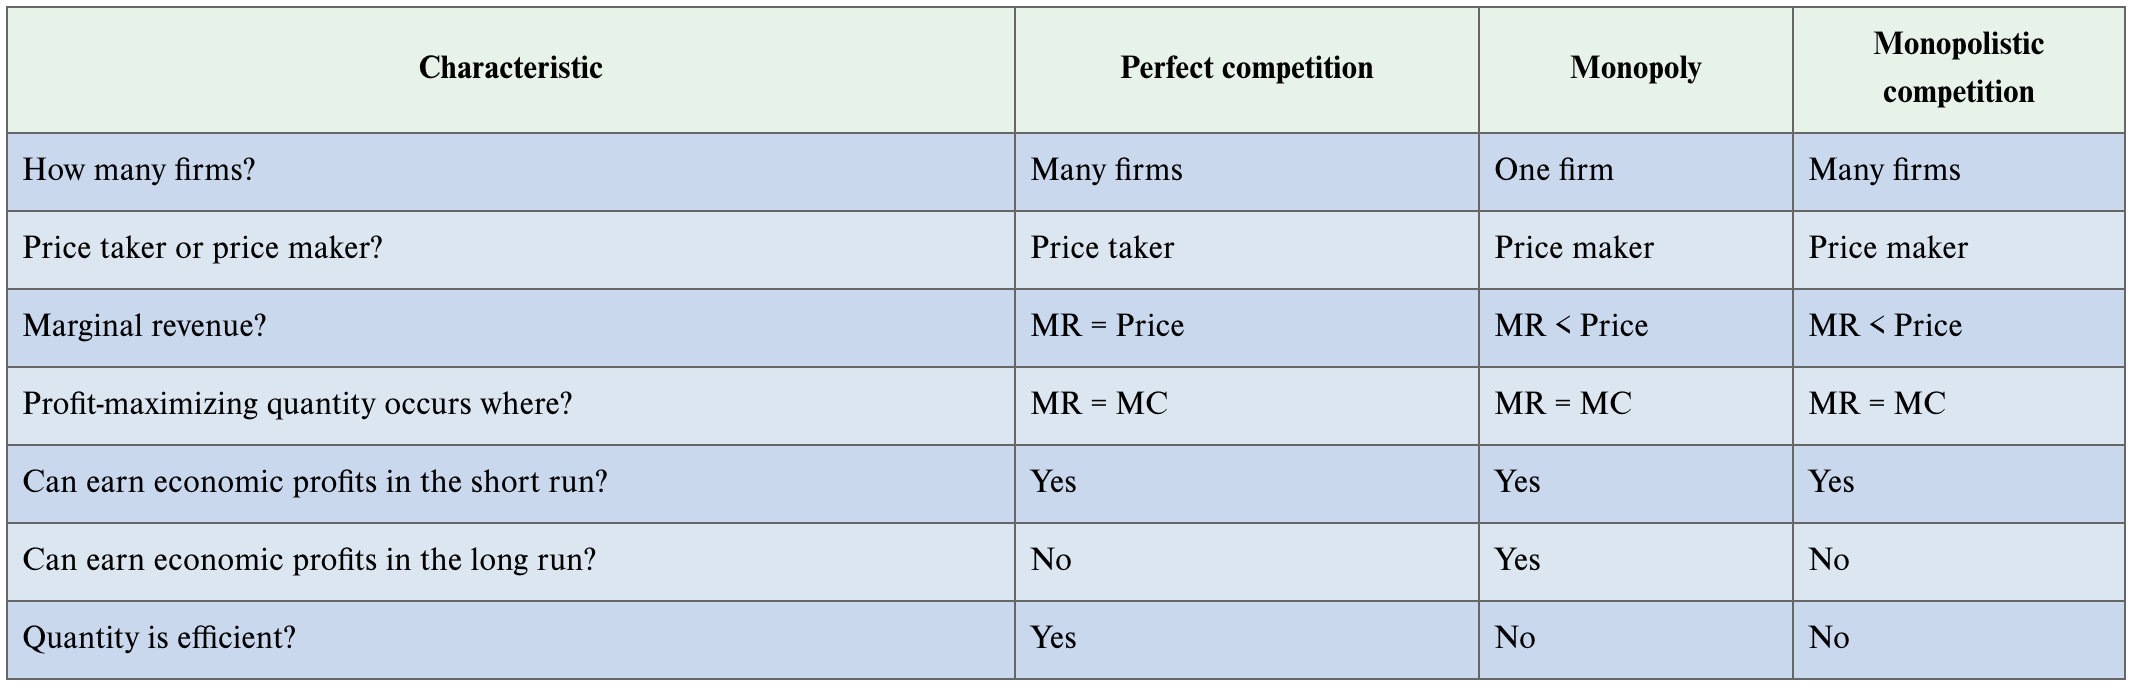 Characteristic Perfect competition Monopoly Monopolistic competition
How many firms? Many firms One firm Many firms
Price taker or price maker? Price taker Price maker Price maker
Marginal revenue? MR = Price MR < Price MR < Price
Profit-maximizing quantity occurs where? MR = MC MR = MC MR = MC
Can earn economic profits in the short run? Yes Yes Yes
Can earn economic profits in the long run? No Yes No
Quantity is efficient? Yes No No